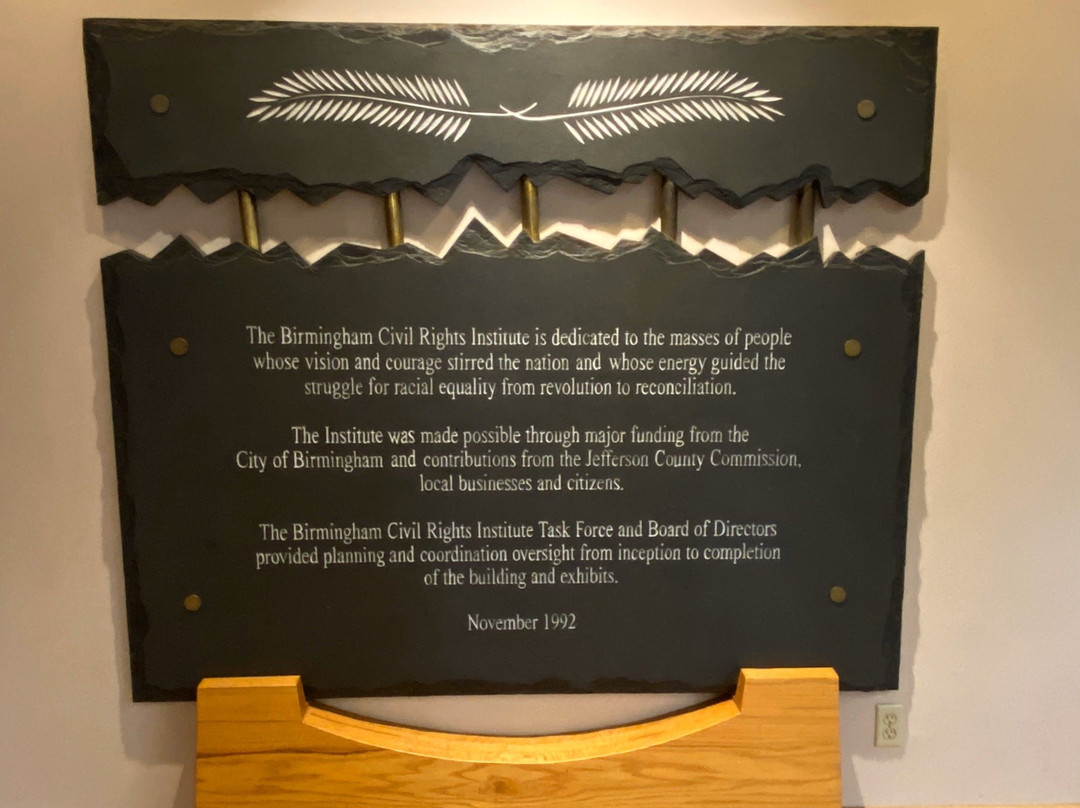 The Birmingham Civil Rights Institute is dedicated to the masses of people
whose vision and courage stirred the nation and whose energy guided the
struggle for racial equality from revolution to reconciliation.
The Institute was made possible through major funding from the
City of Birmingham and contributions from the Jefferson County Commission,
local businesses and citizens.
The Birmingham Civil Rights Institute Task Force and Board of Directors
provided planning and coordination oversight from inception to completion
of the building and exhibits.
November 1992